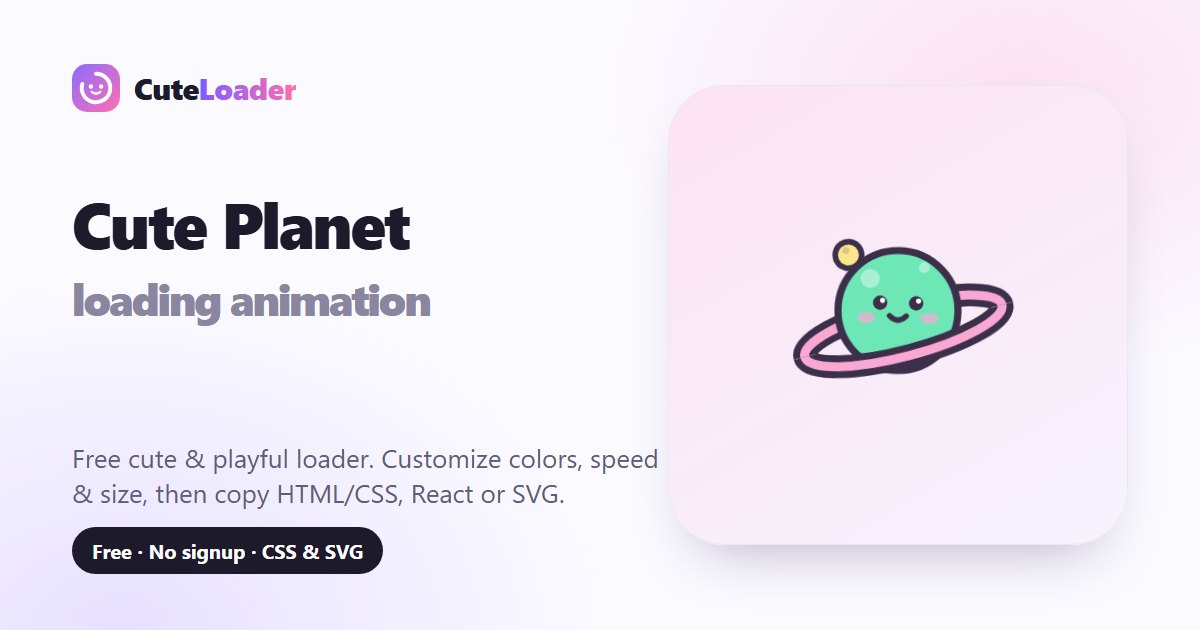 CuteLoader
Cute Planet
loading animation
Free cute & playful loader. Customize colors, speed
& size, then copy HTML/CSS, React or SVG.
Free · No signup · CSS & SVG